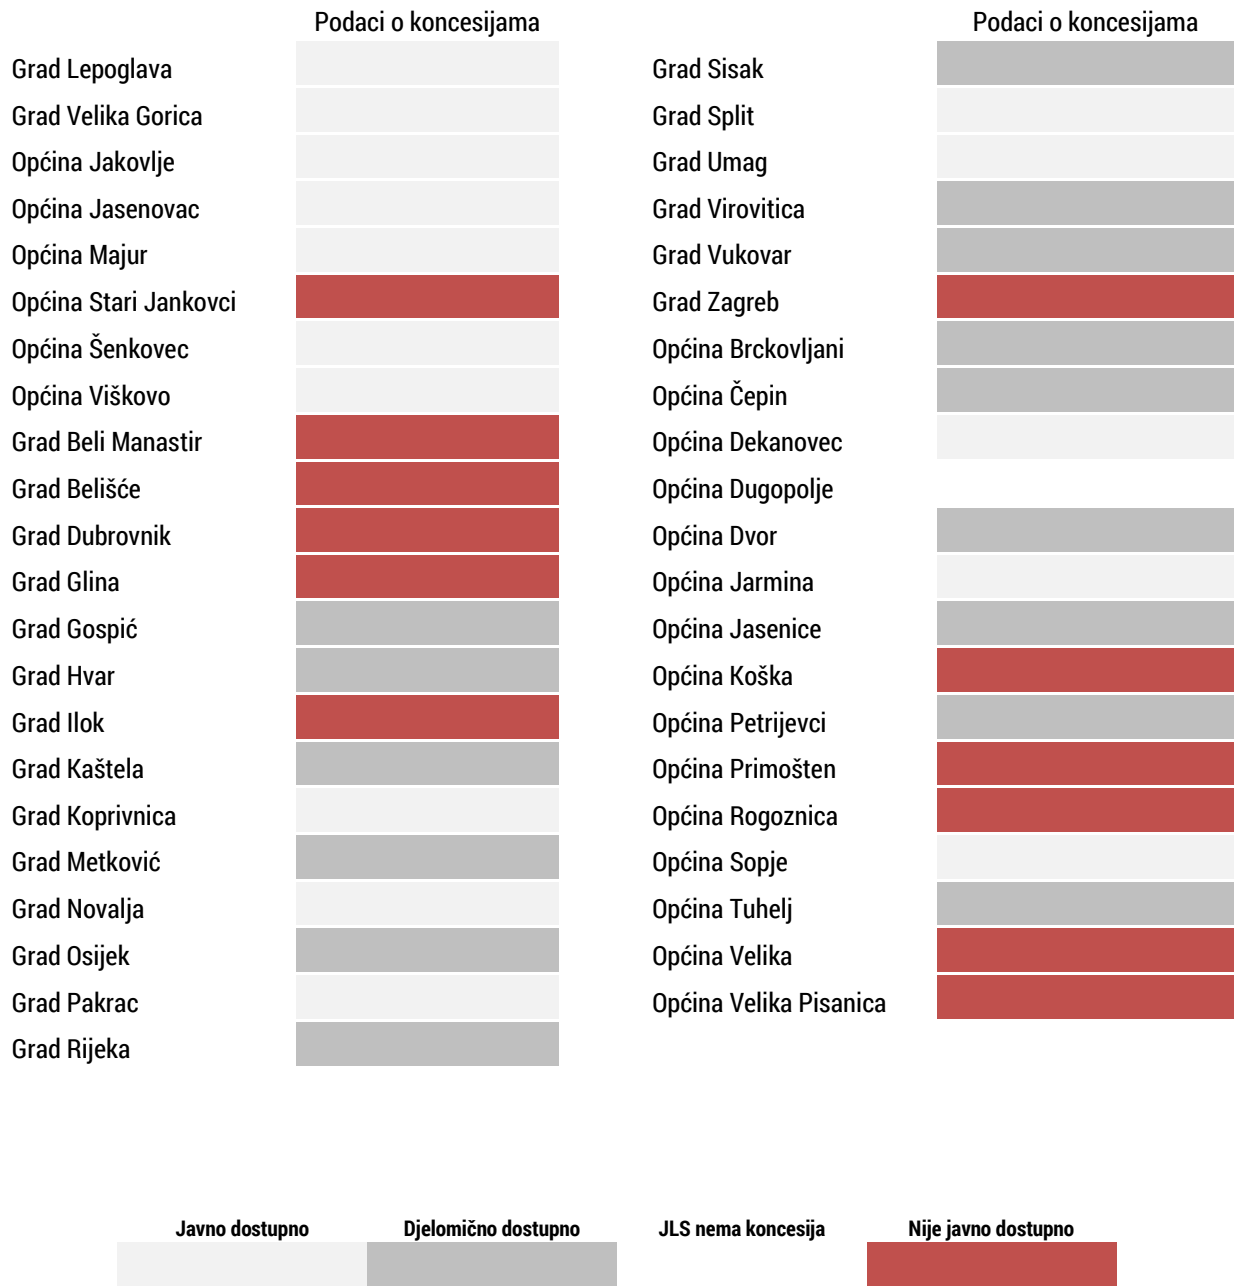 Podaci o koncesijama
Grad Lepoglava
Grad Velika Gorica
Općina Jakovlje
Općina Jasenovac
Općina Majur
Općina Stari Jankovci
Općina Šenkovec
Općina Viškovo
Grad Beli Manastir
Grad Belišće
Grad Dubrovnik
Grad Glina
Grad Gospić
Grad Hvar
Grad Ilok
Grad Kaštela
Grad Koprivnica
Grad Metković
Grad Novalja
Grad Osijek
Grad Pakrac
Grad Rijeka
Podaci o koncesijama
Grad Sisak
Grad Split
Grad Umag
Grad Virovitica
Grad Vukovar
Grad Zagreb
Općina Brckovljani
Općina Čepin
Općina Dekanovec
Općina Dugopolje
Općina Dvor
Općina Jarmina
Općina Jasenice
Općina Koška
Općina Petrijevci
Općina Primošten
Općina Rogoznica
Općina Sopje
Općina Tuhelj
Općina Velika
Općina Velika Pisanica
Javno dostupno
Djelomično dostupno
JLS nema koncesija
Nije javno dostupno